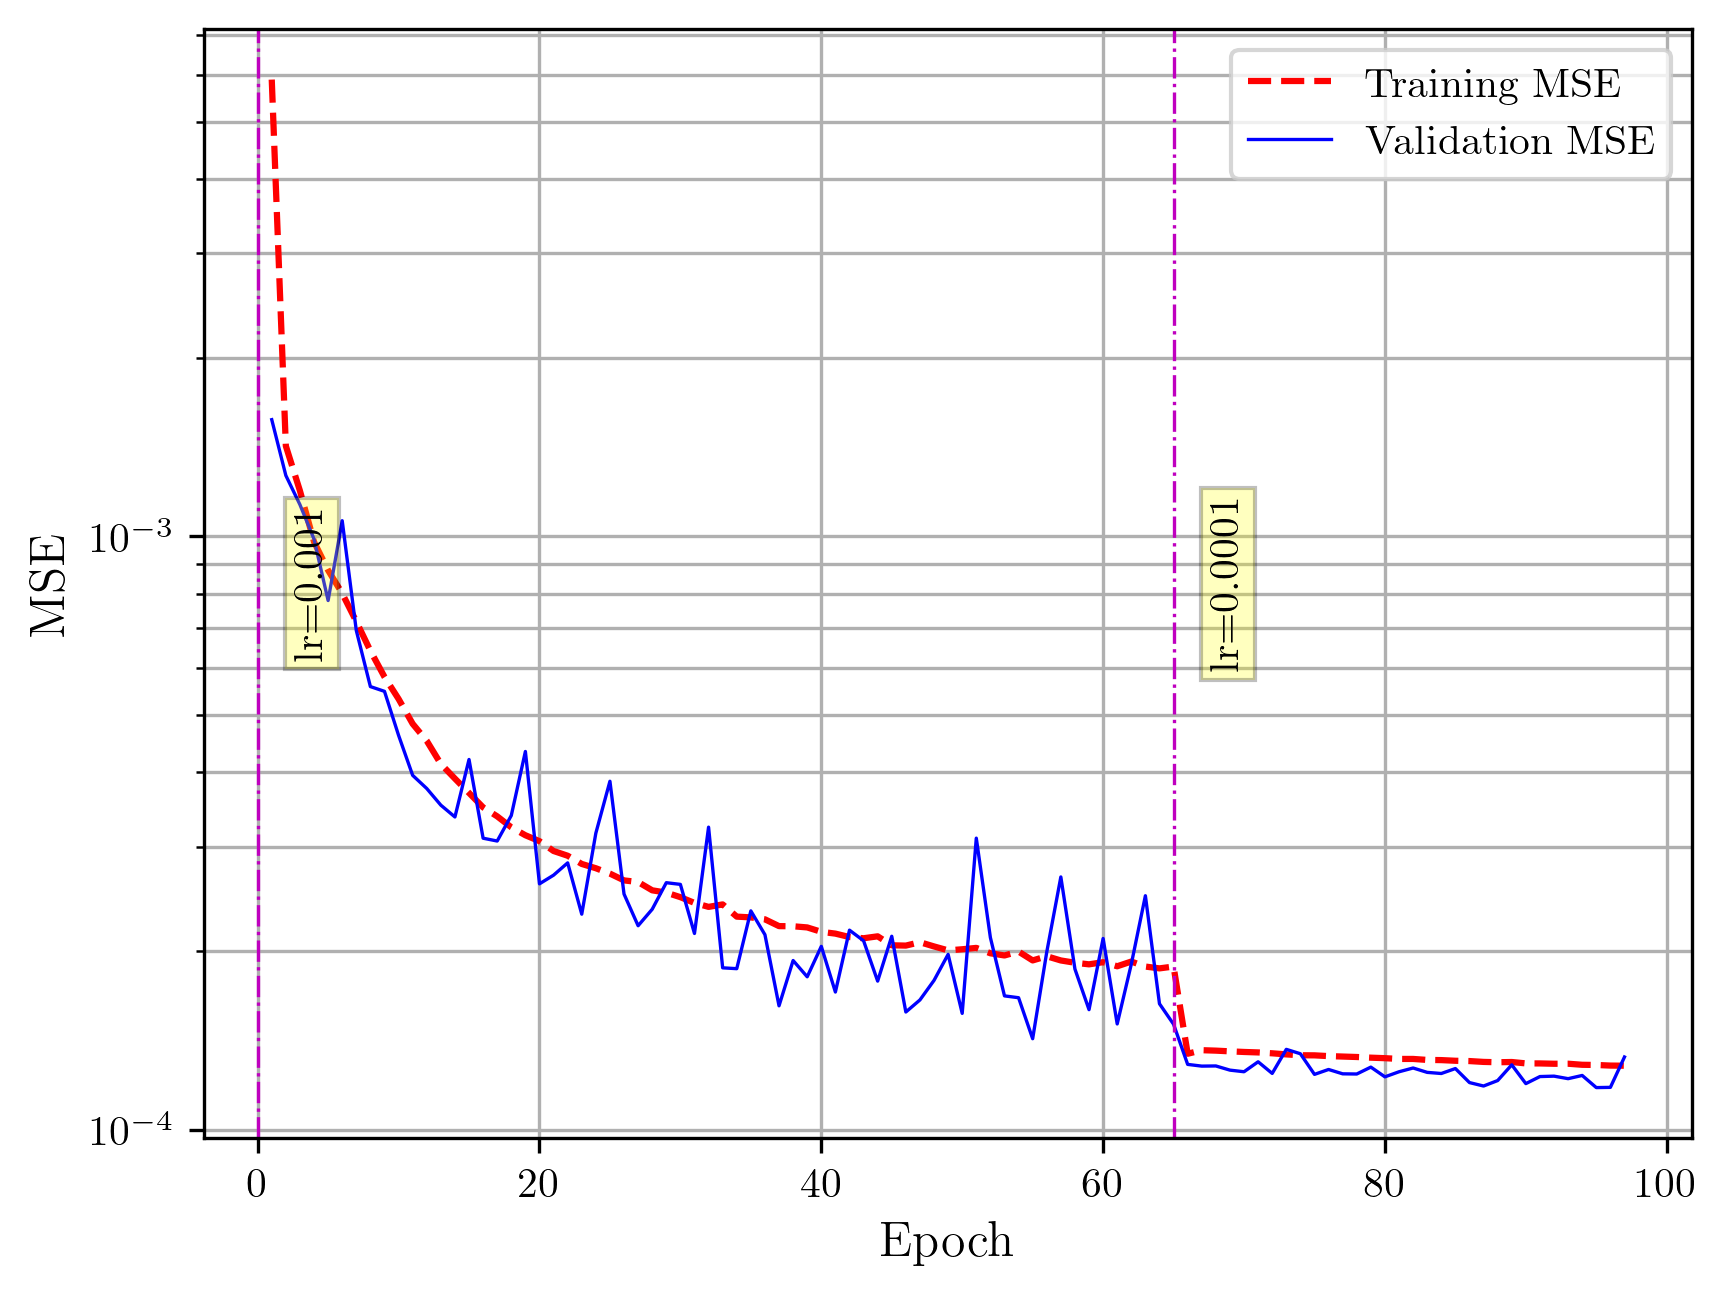 Training MSE
Validation MSE
MSE
10⁻³
10⁻⁴
lr=0.001
lr=0.0001
0
20
40
60
80
100
Epoch